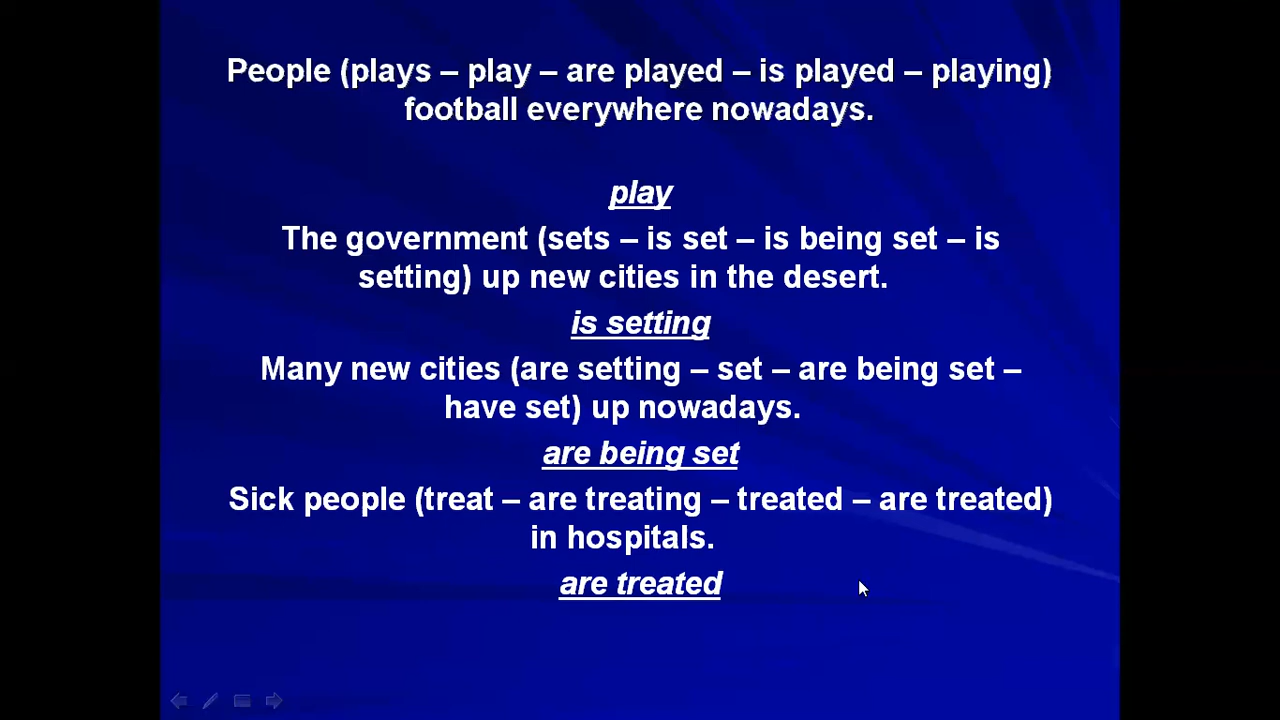 People (plays – play – are played – is played – playing)
football everywhere nowadays.
play
The government (sets – is set – is being set – is
setting) up new cities in the desert.
is setting
Many new cities (are setting – set – are being set –
have set) up nowadays.
are being set
Sick people (treat – are treating – treated – are treated)
in hospitals.
are treated